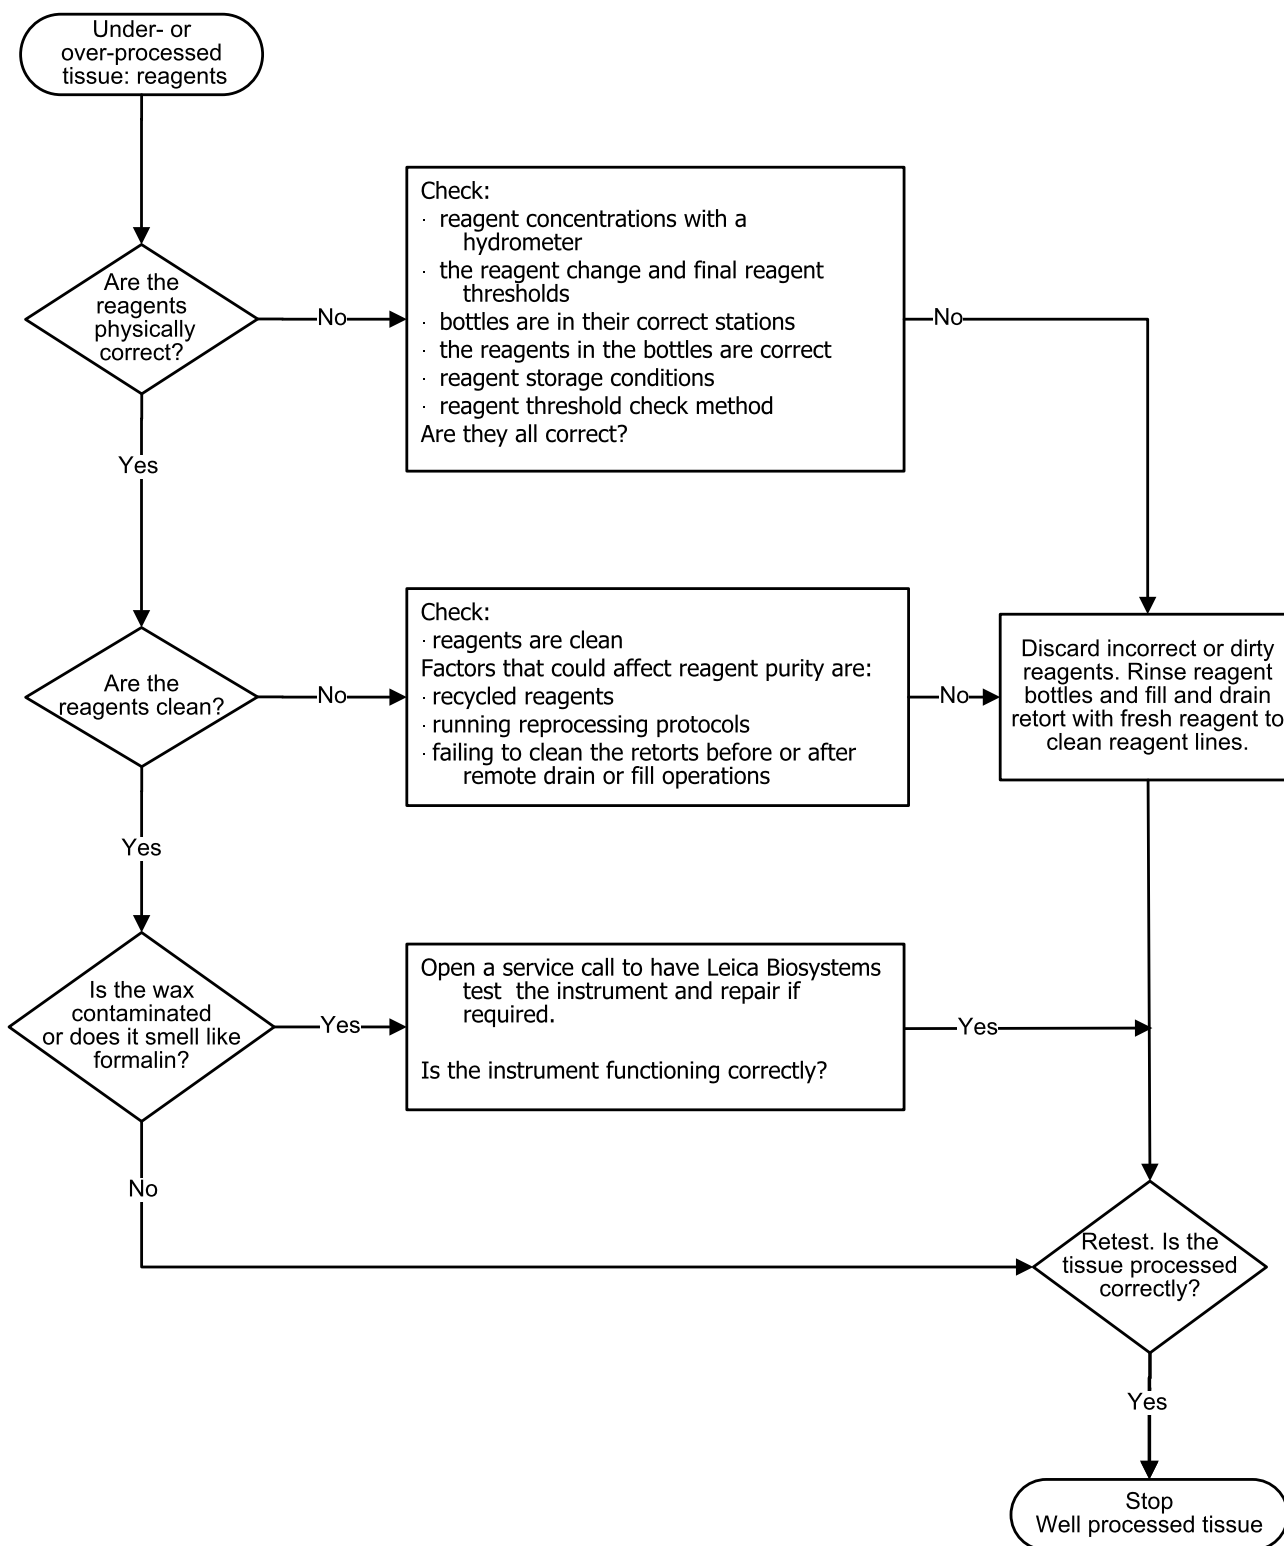 Under- or
over-processed
tissue: reagents
Check:
· reagent concentrations with a
hydrometer
· the reagent change and final reagent
thresholds
· bottles are in their correct stations
· the reagents in the bottles are correct
· reagent storage conditions
· reagent threshold check method
Are they all correct?
Are the
reagents
physically
correct?
No
No
Yes
Check:
· reagents are clean
Factors that could affect reagent purity are:
· recycled reagents
· running reprocessing protocols
· failing to clean the retorts before or after
remote drain or fill operations
Discard incorrect or dirty
reagents. Rinse reagent
bottles and fill and drain
retort with fresh reagent to
clean reagent lines.
Are the
reagents clean?
No
No
Yes
Is the wax
contaminated
or does it smell like
formalin?
Yes
Open a service call to have Leica Biosystems
test the instrument and repair if
required.
Is the instrument functioning correctly?
Yes
No
Retest. Is the
tissue processed
correctly?
Yes
Stop
Well processed tissue